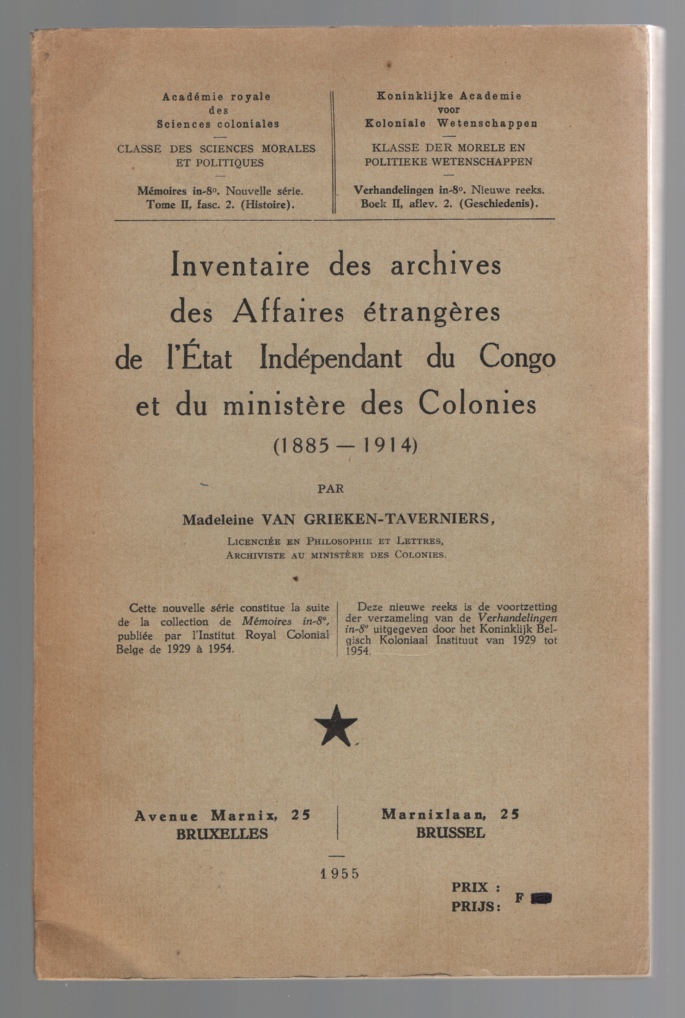 Académie royale
des
Sciences coloniales
CLASSE DES SCIENCES MORALES
ET POLITIQUES
Mémoires in-8º. Nouvelle série.
Tome II, fasc. 2. (Histoire).
Koninklijke Academie
voor
Koloniale Wetenschappen
KLASSE DER MORELE EN
POLITIEKE WETENSCHAPPEN
Verhandelingen in-8º. Nieuwe reeks.
Boek II, aflev. 2. (Geschiedenis).
Inventaire des archives
des Affaires étrangères
de l'État Indépendant du Congo
et du ministère des Colonies
(1885 — 1914)
PAR
Madeleine VAN GRIEKEN-TAVERNIERS,
LICENCIÉE EN PHILOSOPHIE ET LETTRES,
ARCHIVISTE AU MINISTÈRE DES COLONIES.
Cette nouvelle série constitue la suite
de la collection de Mémoires in-8º,
publiée par l'Institut Royal Colonial
Belge de 1929 à 1954.
Deze nieuwe reeks is de voortzetting
der verzameling van de Verhandelingen
in-8º uitgegeven door het Koninklijk Bel-
gisch Koloniaal Instituut van 1929 tot
1954.
Avenue Marnix, 25
BRUXELLES
Marnixlaan, 25
BRUSSEL
1955
PRIX :
PRIJS: F